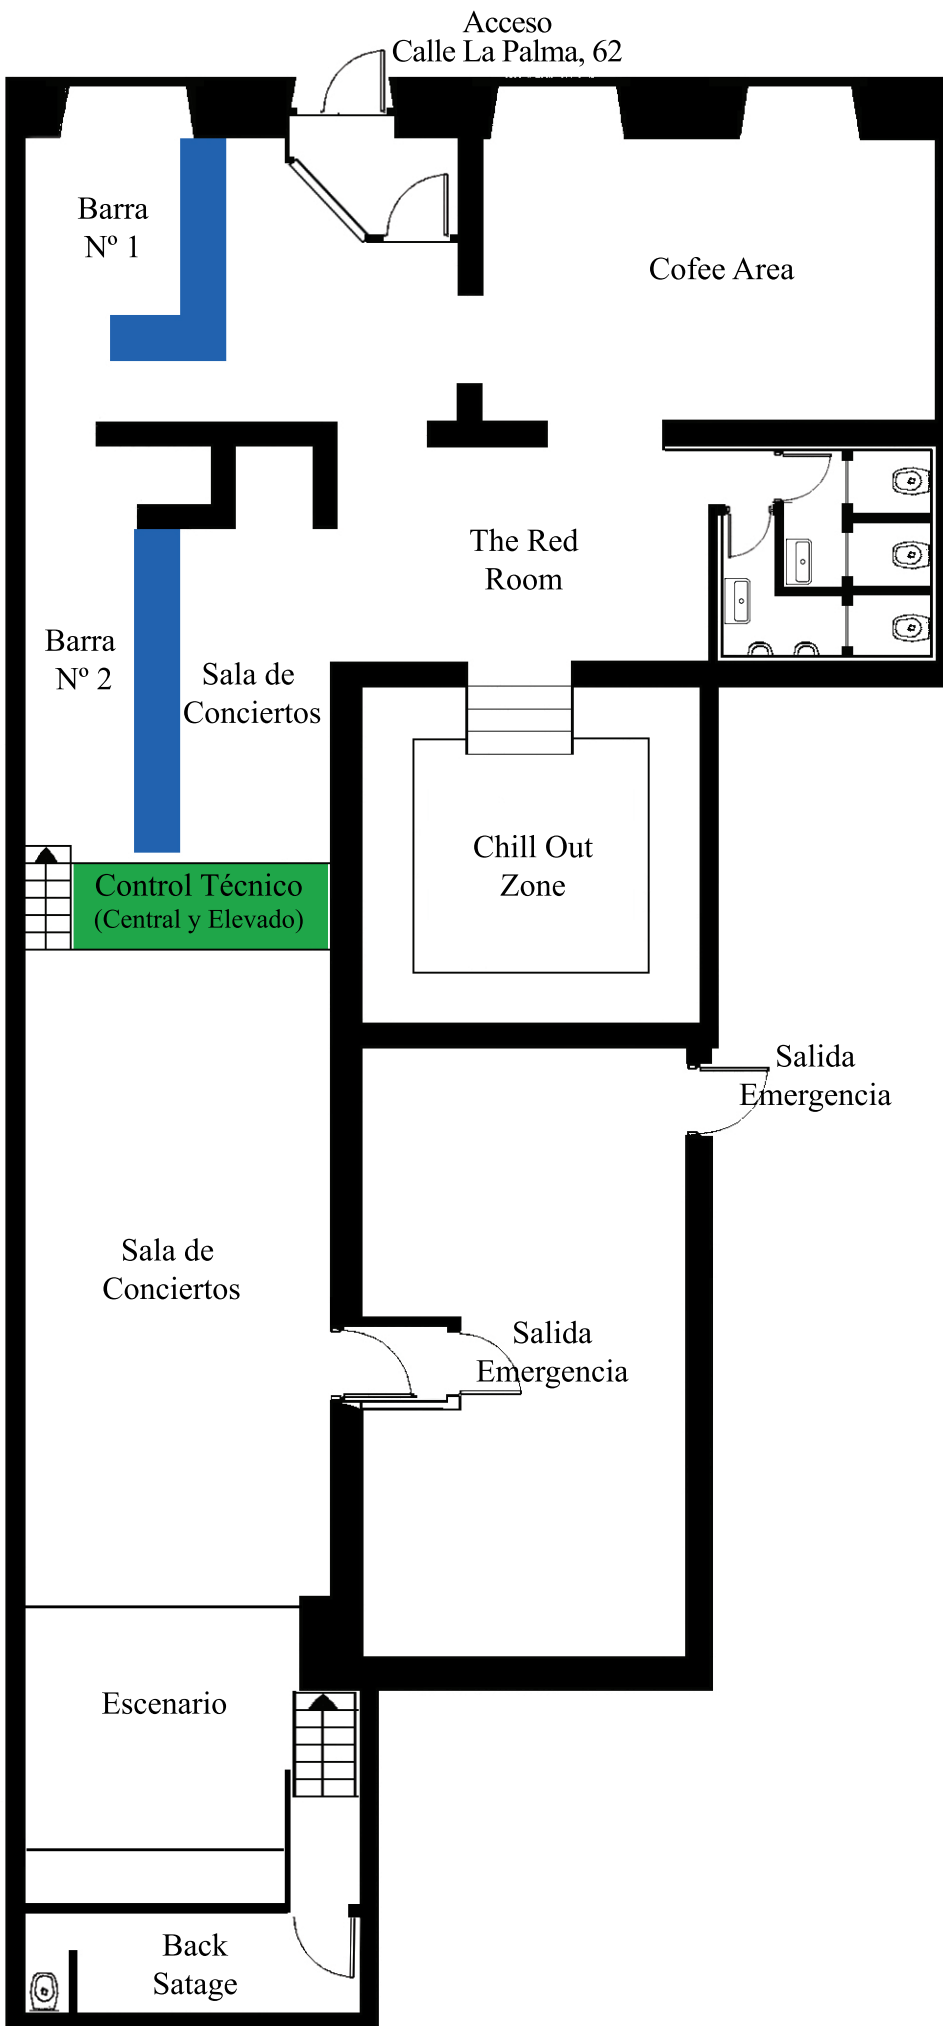 Acceso
Calle La Palma, 62
Barra
Nº 1
Cofee Area
The Red
Room
Barra
Nº 2
Sala de
Conciertos
Chill Out
Zone
Control Técnico
(Central y Elevado)
Salida
Emergencia
Sala de
Conciertos
Salida
Emergencia
Escenario
Back
Satage